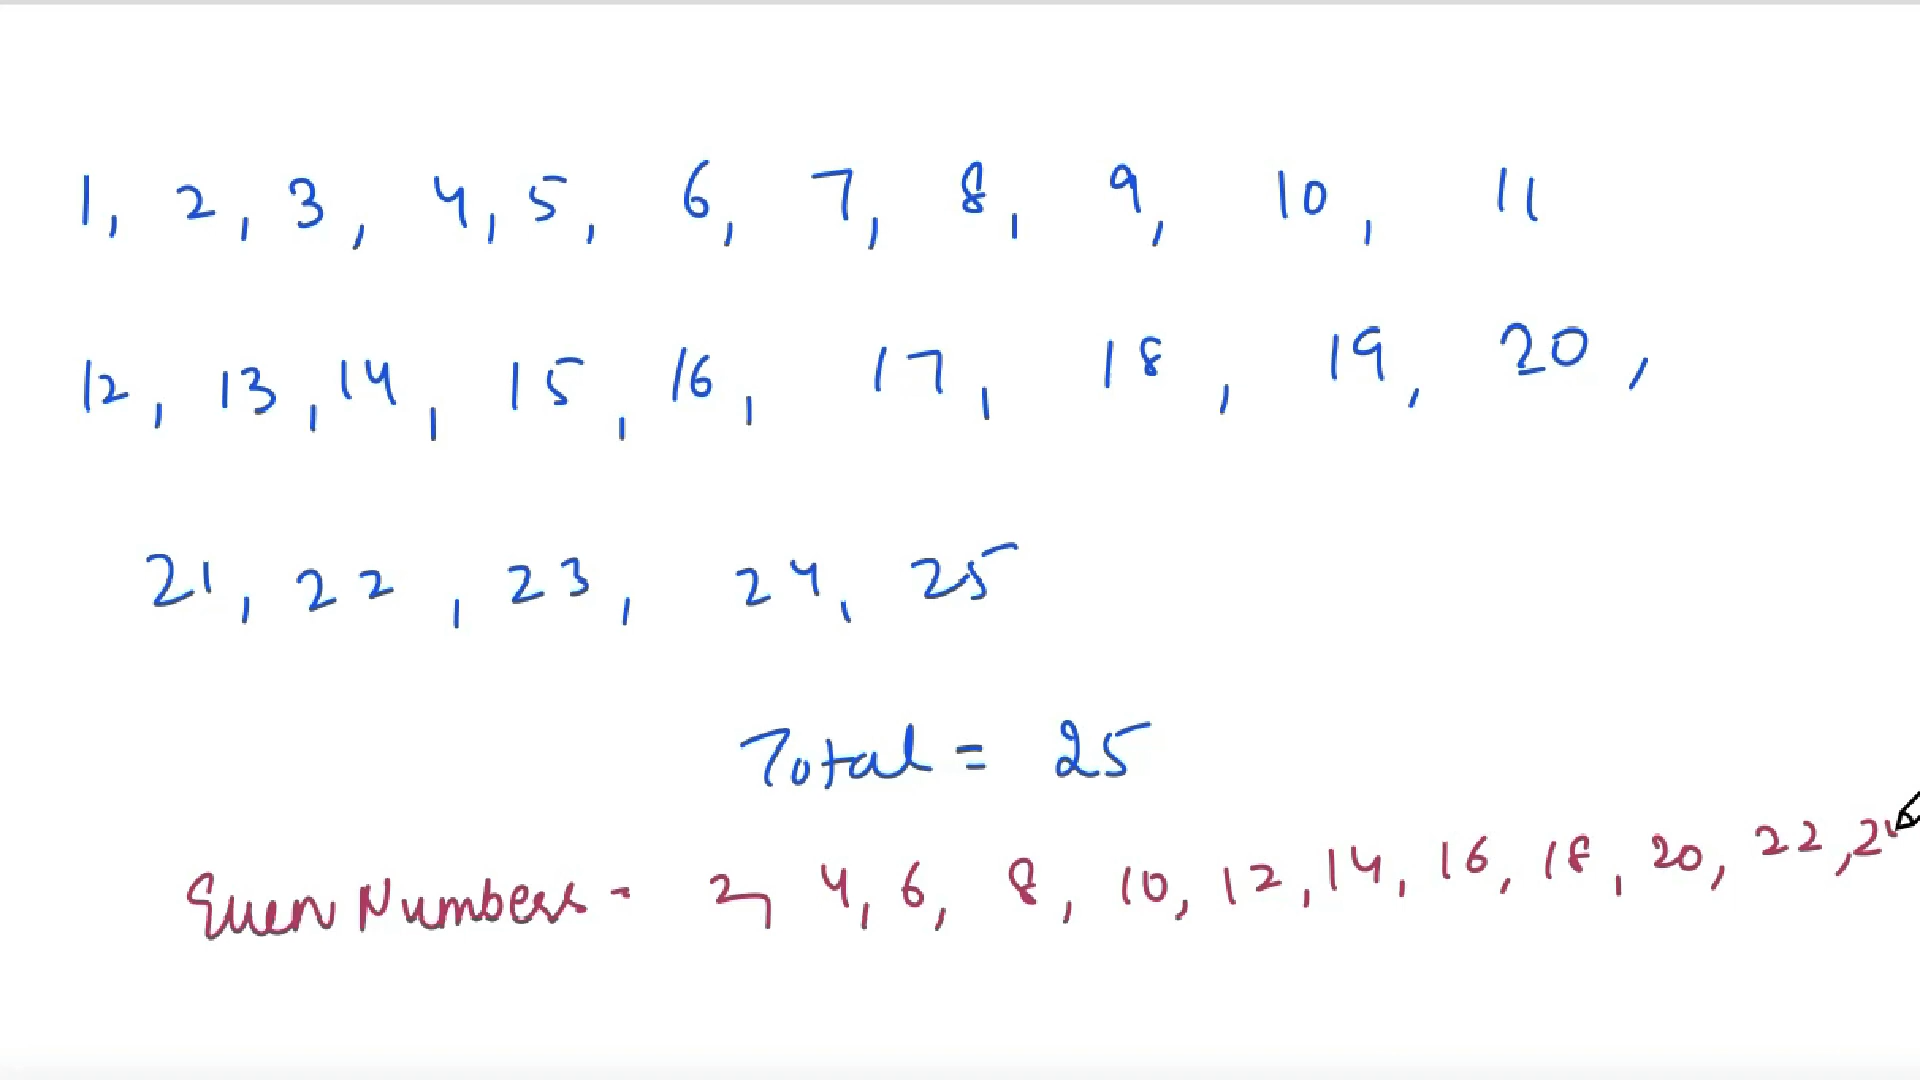 1, 2, 3, 4, 5, 6, 7, 8, 9, 10, 11
12, 13, 14, 15, 16, 17, 18, 19, 20,
21, 22, 23, 24, 25
Total = 25
Even Numbers - 2, 4, 6, 8, 10, 12, 14, 16, 18, 20, 22, 24